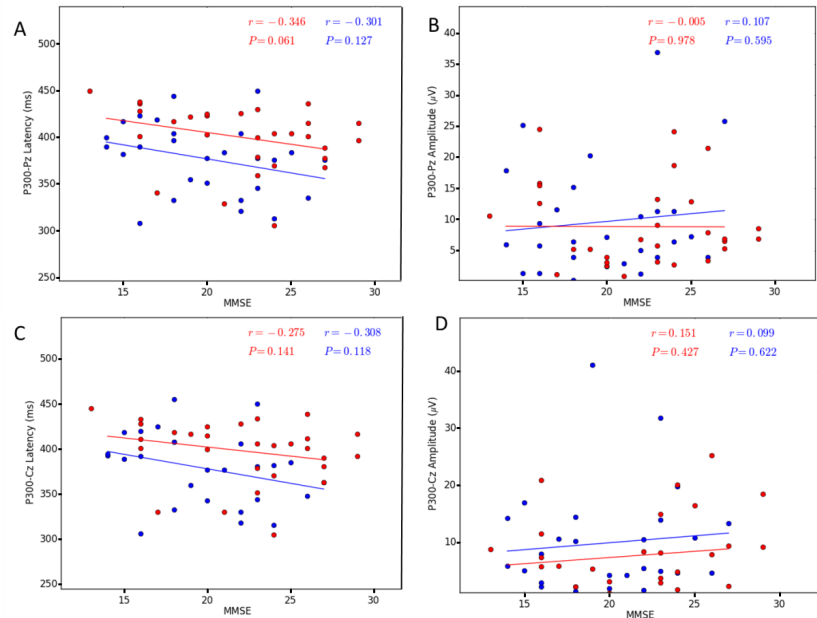 A
r = −0.346 r = −0.301
P = 0.061 P = 0.127
450
400
350
300
250
P300-Pz Latency (ms)
15 20 25 30
MMSE
B
r = −0.005 r = 0.107
P = 0.978 P = 0.595
40
35
30
25
20
15
10
5
P300-Pz Amplitude (μV)
15 20 25 30
MMSE
C
r = −0.275 r = −0.308
P = 0.141 P = 0.118
500
450
400
350
300
250
P300-Cz Latency (ms)
15 20 25 30
MMSE
D
r = 0.151 r = 0.099
P = 0.427 P = 0.622
40
30
20
10
P300-Cz Amplitude (μV)
15 20 25 30
MMSE